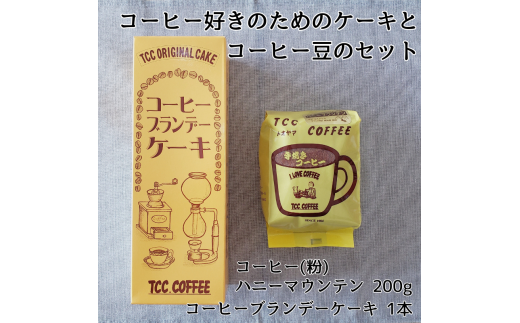 コーヒー好きのためのケーキと
コーヒー豆のセット
TCC ORIGINAL CAKE
コーヒー
ブランデー
ケーキ
TCC.COFFEE
TCC
トヨヤマ
COFFEE
手焼き
コーヒー
I LOVE COFFEE
TCC.COFFEE
コーヒー(粉)
ハニーマウンテン 200g
コーヒーブランデーケーキ 1本